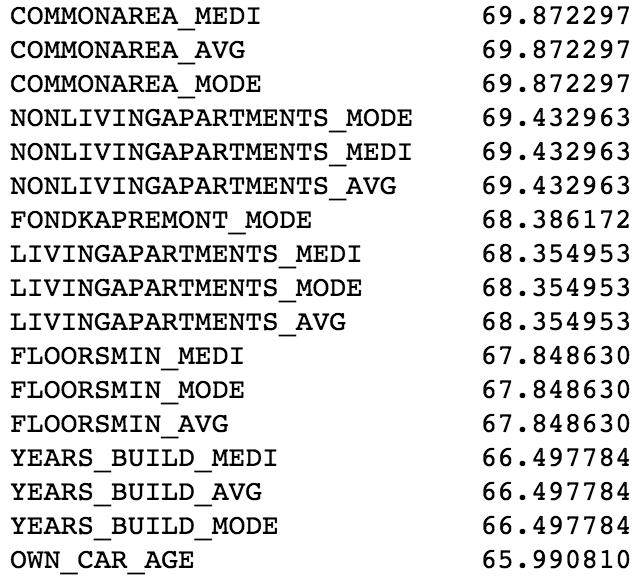 COMMONAREA_MEDI 69.872297
COMMONAREA_AVG 69.872297
COMMONAREA_MODE 69.872297
NONLIVINGAPARTMENTS_MODE 69.432963
NONLIVINGAPARTMENTS_MEDI 69.432963
NONLIVINGAPARTMENTS_AVG 69.432963
FONDKAPREMONT_MODE 68.386172
LIVINGAPARTMENTS_MEDI 68.354953
LIVINGAPARTMENTS_MODE 68.354953
LIVINGAPARTMENTS_AVG 68.354953
FLOORSMIN_MEDI 67.848630
FLOORSMIN_MODE 67.848630
FLOORSMIN_AVG 67.848630
YEARS_BUILD_MEDI 66.497784
YEARS_BUILD_AVG 66.497784
YEARS_BUILD_MODE 66.497784
OWN_CAR_AGE 65.990810